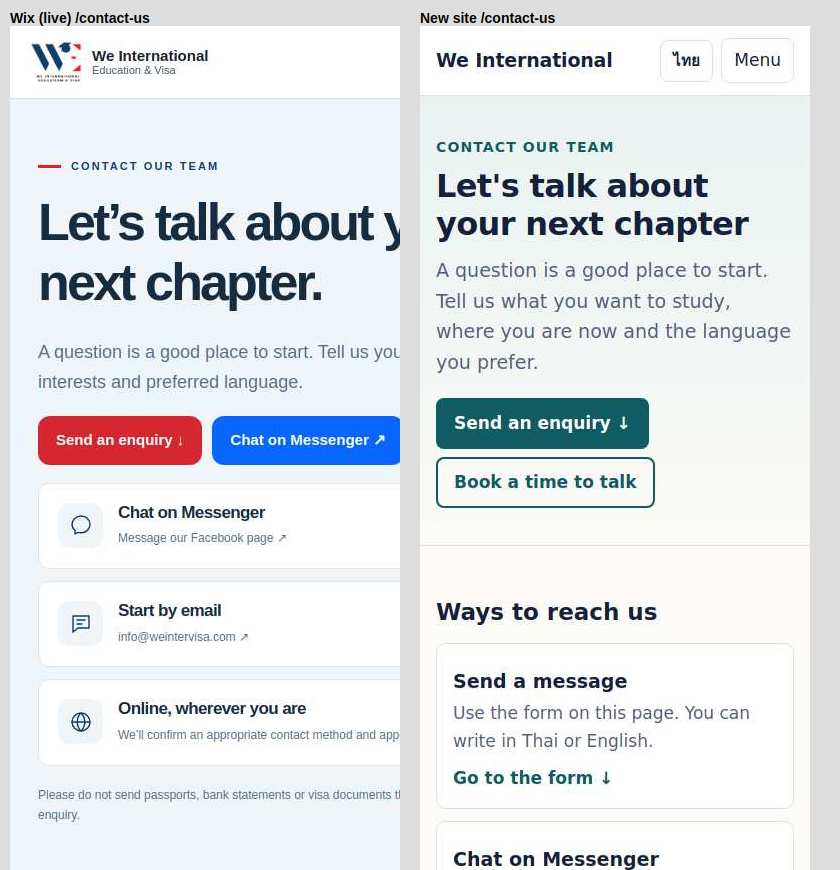 Wix (live) /contact-us
We International
Education & Visa
CONTACT OUR TEAM
Let’s talk about y
next chapter.
A question is a good place to start. Tell us you
interests and preferred language.
Send an enquiry ↓
Chat on Messenger ↗
Chat on Messenger
Message our Facebook page ↗
Start by email
info@weintervisa.com ↗
Online, wherever you are
We’ll confirm an appropriate contact method and app
Please do not send passports, bank statements or visa documents t
enquiry.
New site /contact-us
We International
ไทย
Menu
CONTACT OUR TEAM
Let's talk about
your next chapter
A question is a good place to start.
Tell us what you want to study,
where you are now and the language
you prefer.
Send an enquiry ↓
Book a time to talk
Ways to reach us
Send a message
Use the form on this page. You can
write in Thai or English.
Go to the form ↓
Chat on Messenger